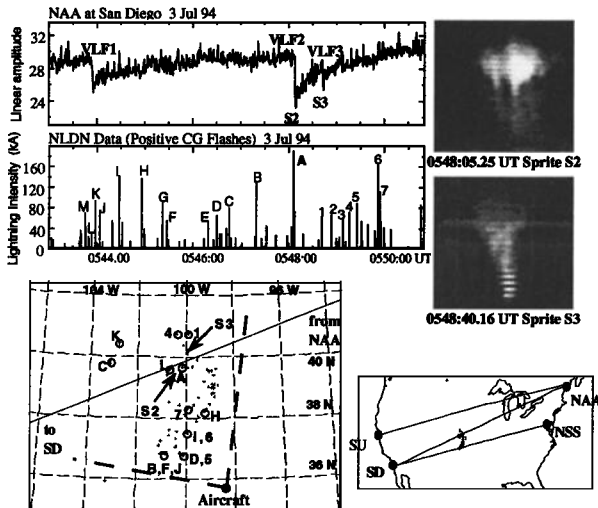 NAA at San Diego 3 Jul 94
Linear amplitude
32
28
24
VLF1
VLF2
VLF3
S2
S3
NLDN Data (Positive CG Flashes) 3 Jul 94
Lightning Intensity (kA)
160
120
80
40
0
M
L
K
J
I
H
G
F
E
D
C
B
A
1
2
3
4
5
6
7
0544.00
0546:00
0548:00
0550:00 UT
0548:05.25 UT Sprite S2
0548:40.16 UT Sprite S3
104 W
100 W
96 W
from
NAA
40 N
38 N
36 N
to
SD
K
C
4
1
S3
A
S2
7
H
I, 6
B,F,J
D,5
Aircraft
SU
SD
NAA
NSS